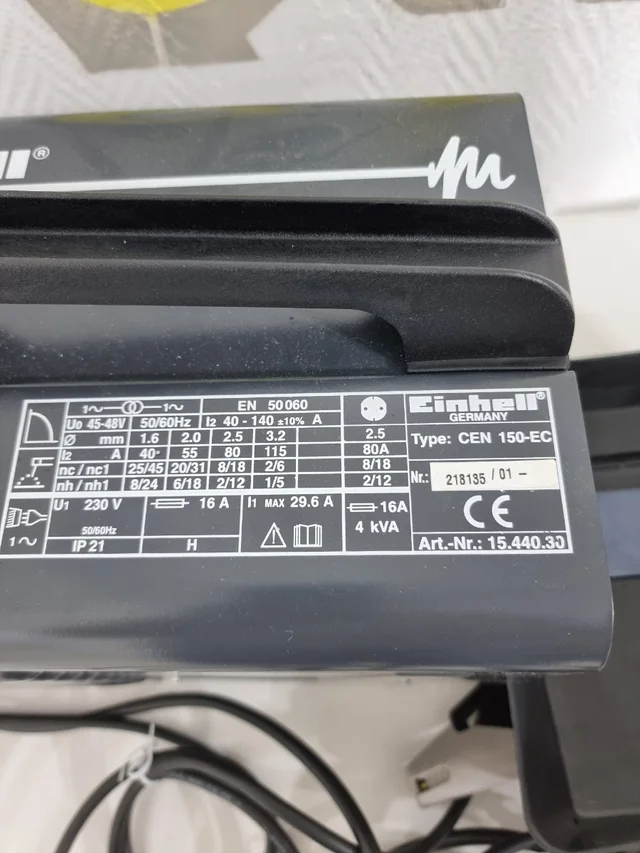 ll®
1~ 1~ EN 50060
Uo 45-48V 50/60Hz I2 40 - 140 ±10% A
Ø mm 1.6 2.0 2.5 3.2 2.5
I2 A 40· 55 80 115 80A
nc / nc1 25/45 20/31 8/18 2/6 8/18
nh / nh1 8/24 6/18 2/12 1/5 2/12
1~ U1 230 V 50/60Hz 16 A I1 MAX 29.6 A 16A 4 kVA
IP 21 H
Einhell®
GERMANY
Type: CEN 150-EC
Nr.: 218135 / 01 -
CE
Art.-Nr.: 15.440.30